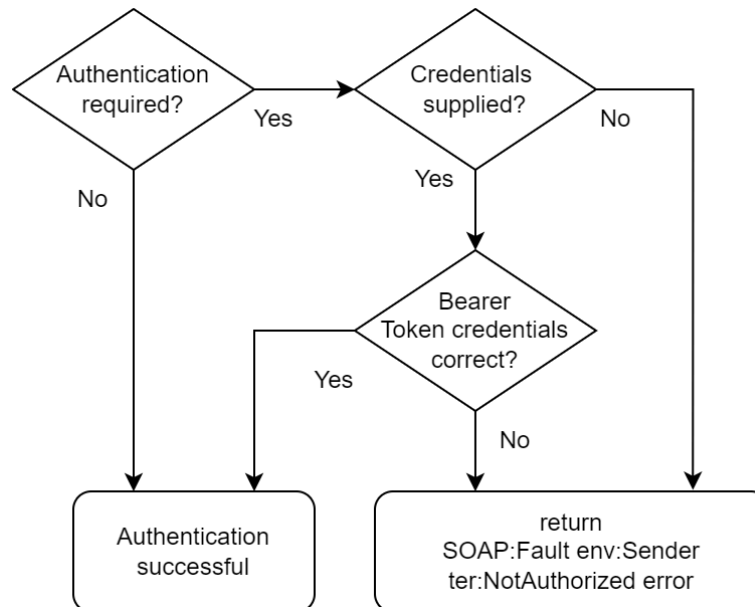 Authentication
required?
Yes
Credentials
supplied?
No
No
Yes
Bearer
Token credentials
correct?
Yes
No
Authentication
successful
return
SOAP:Fault env:Sender
ter:NotAuthorized error